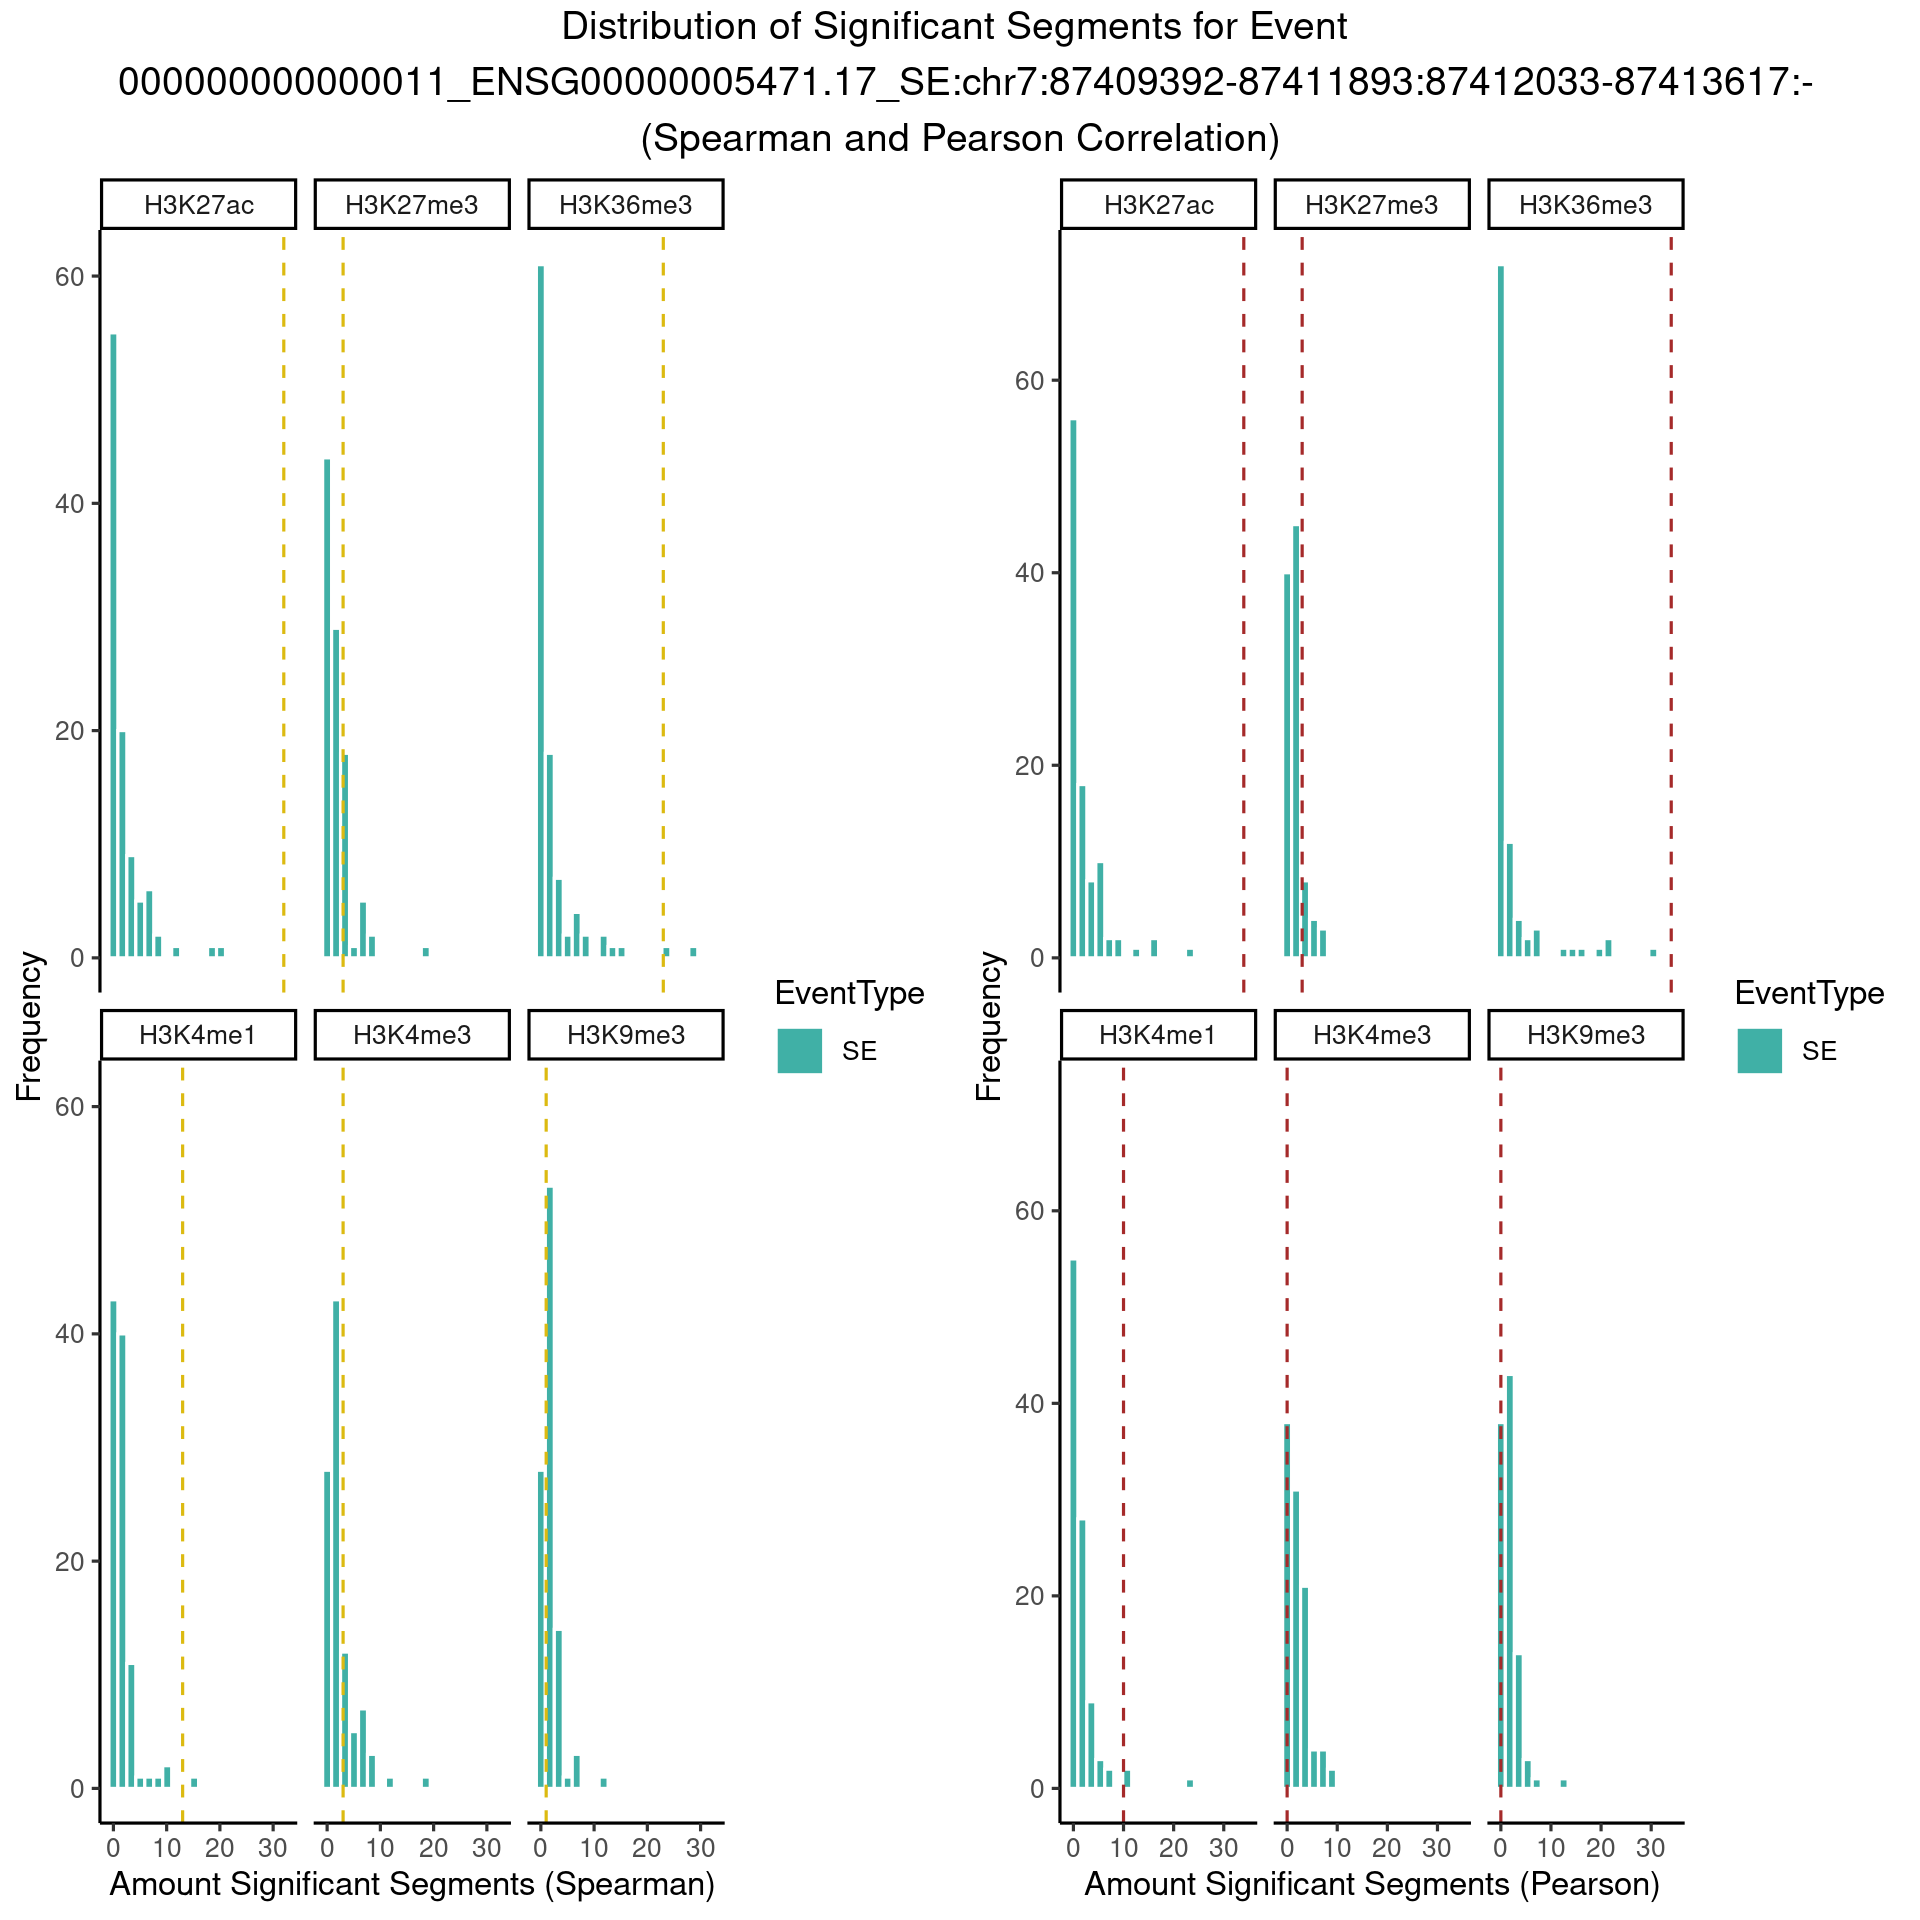 Distribution of Significant Segments for Event
000000000000011_ENSG00000005471.17_SE:chr7:87409392-87411893:87412033-87413617:-
(Spearman and Pearson Correlation)
H3K27ac H3K27me3 H3K36me3
60
40
20
0
H3K4me1 H3K4me3 H3K9me3
60
40
20
0
0 10 20 30 0 10 20 30 0 10 20 30
Frequency
Amount Significant Segments (Spearman)
EventType
SE
H3K27ac H3K27me3 H3K36me3
60
40
20
0
H3K4me1 H3K4me3 H3K9me3
60
40
20
0
0 10 20 30 0 10 20 30 0 10 20 30
Frequency
Amount Significant Segments (Pearson)
EventType
SE